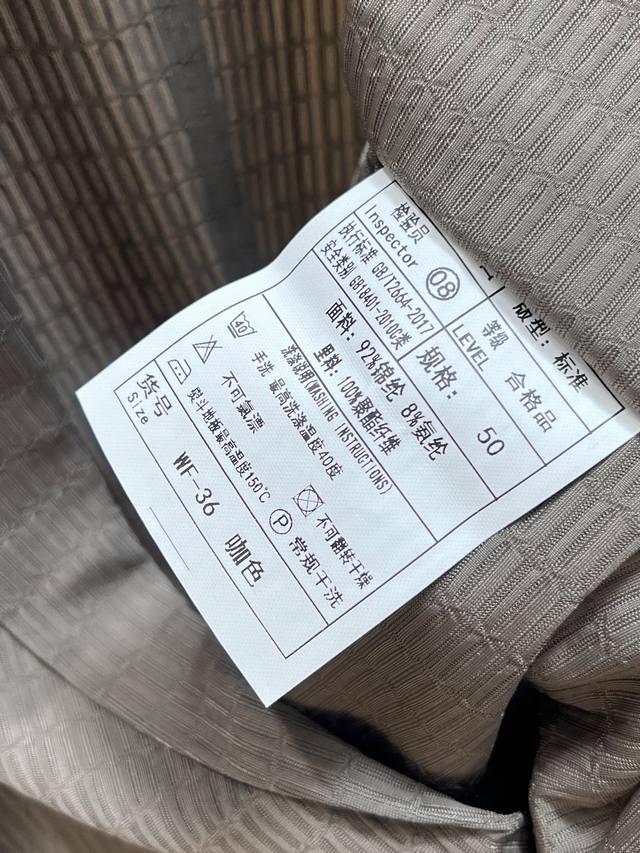 版型: 标准
检验员
Inspector
08
等级
LEVEL
合格品
执行标准 GB/T2664-2017
安全类别 GB18401-2010C类
规格:
50
面料: 92%锦纶 8%氨纶
里料: 100%聚酯纤维
洗涤说明(WASHING INSTRUCTIONS)
40
手洗 最高洗涤温度40度
不可氯漂
不可翻转干燥
熨斗地板最高温度150℃
P
常规干洗
货号
Size
WF-36 咖色